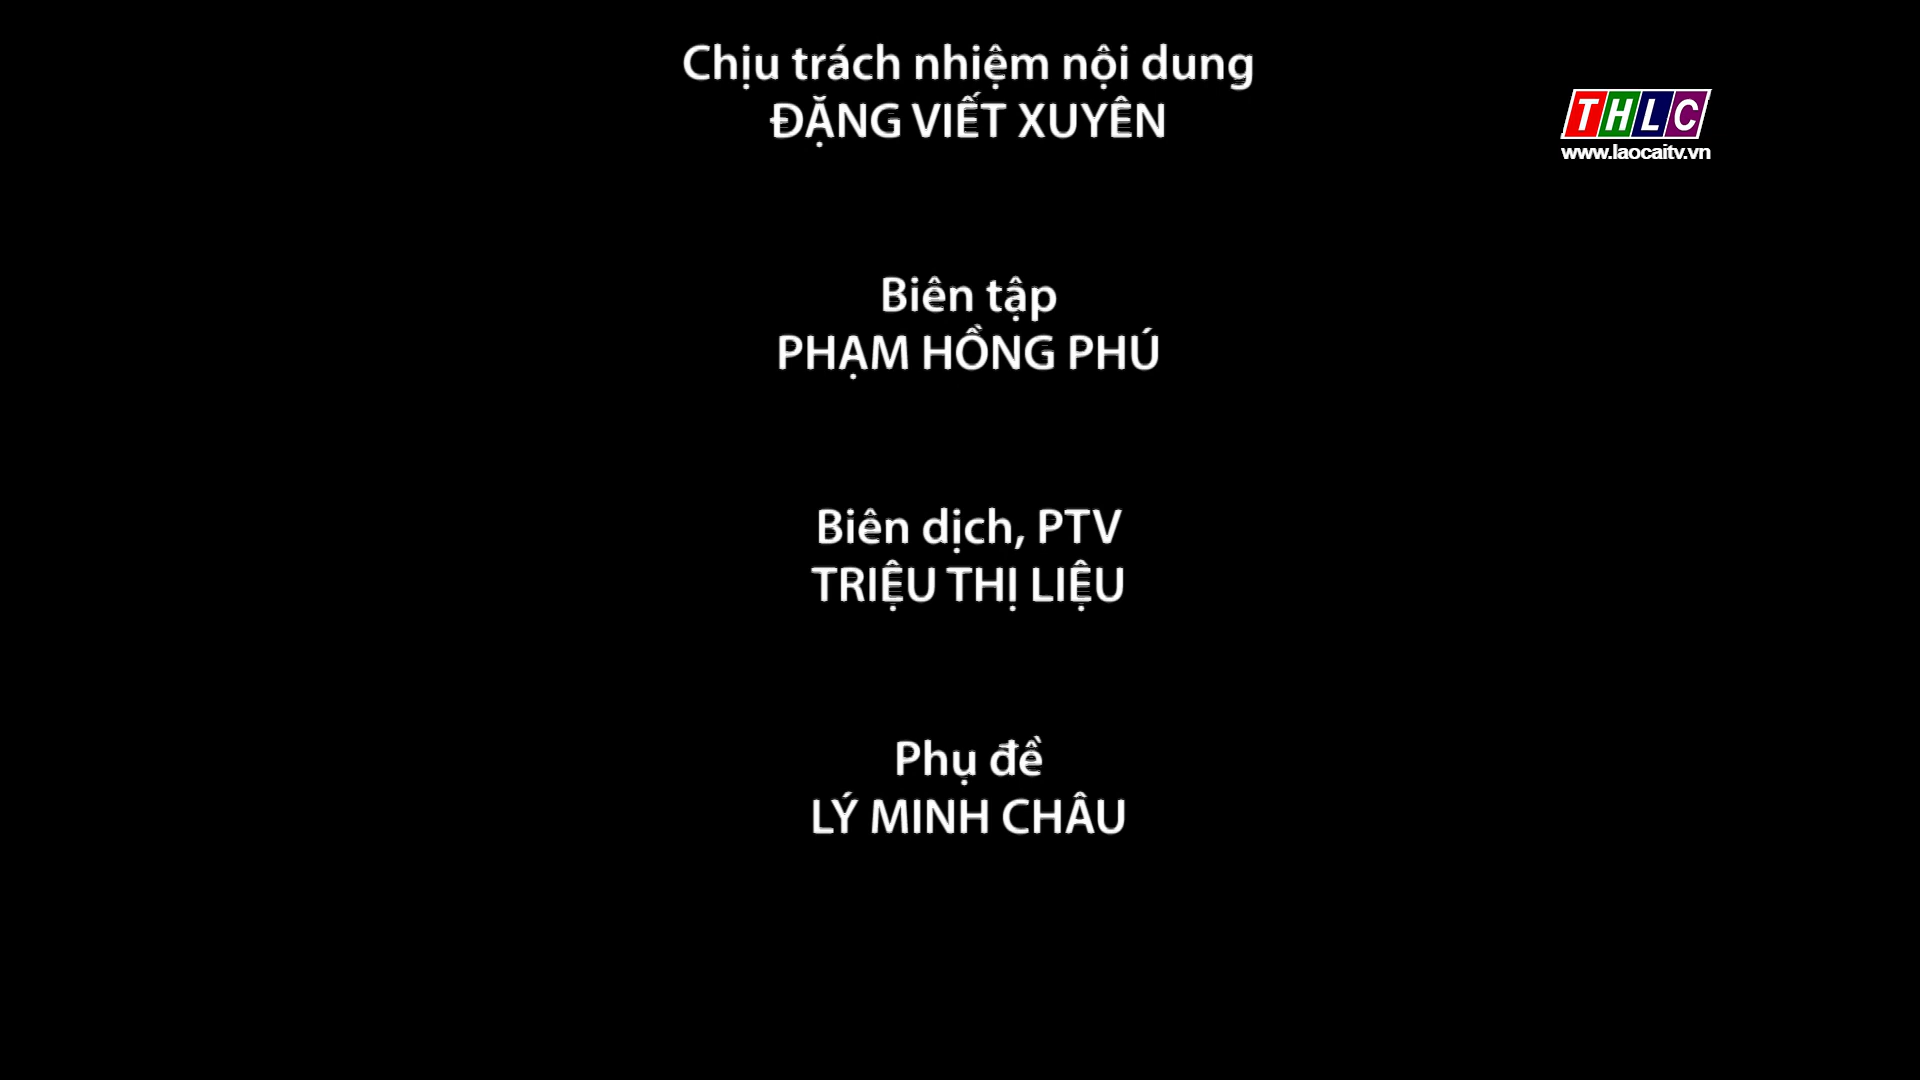 Chịu trách nhiệm nội dung
ĐẶNG VIẾT XUYÊN
THLC
www.laocaitv.vn
Biên tập
PHẠM HỒNG PHÚ
Biên dịch, PTV
TRIỆU THỊ LIỆU
Phụ đề
LÝ MINH CHÂU